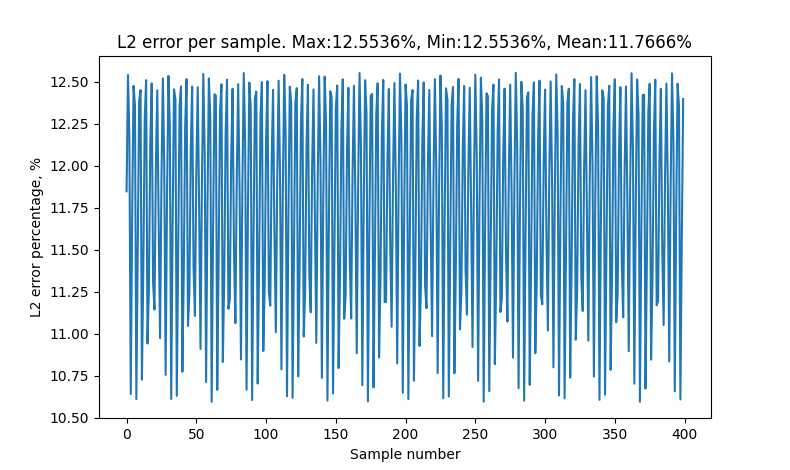 L2 error per sample. Max:12.5536%, Min:12.5536%, Mean:11.7666%
12.50
12.25
12.00
11.75
11.50
11.25
11.00
10.75
10.50
L2 error percentage, %
0 50 100 150 200 250 300 350 400
Sample number